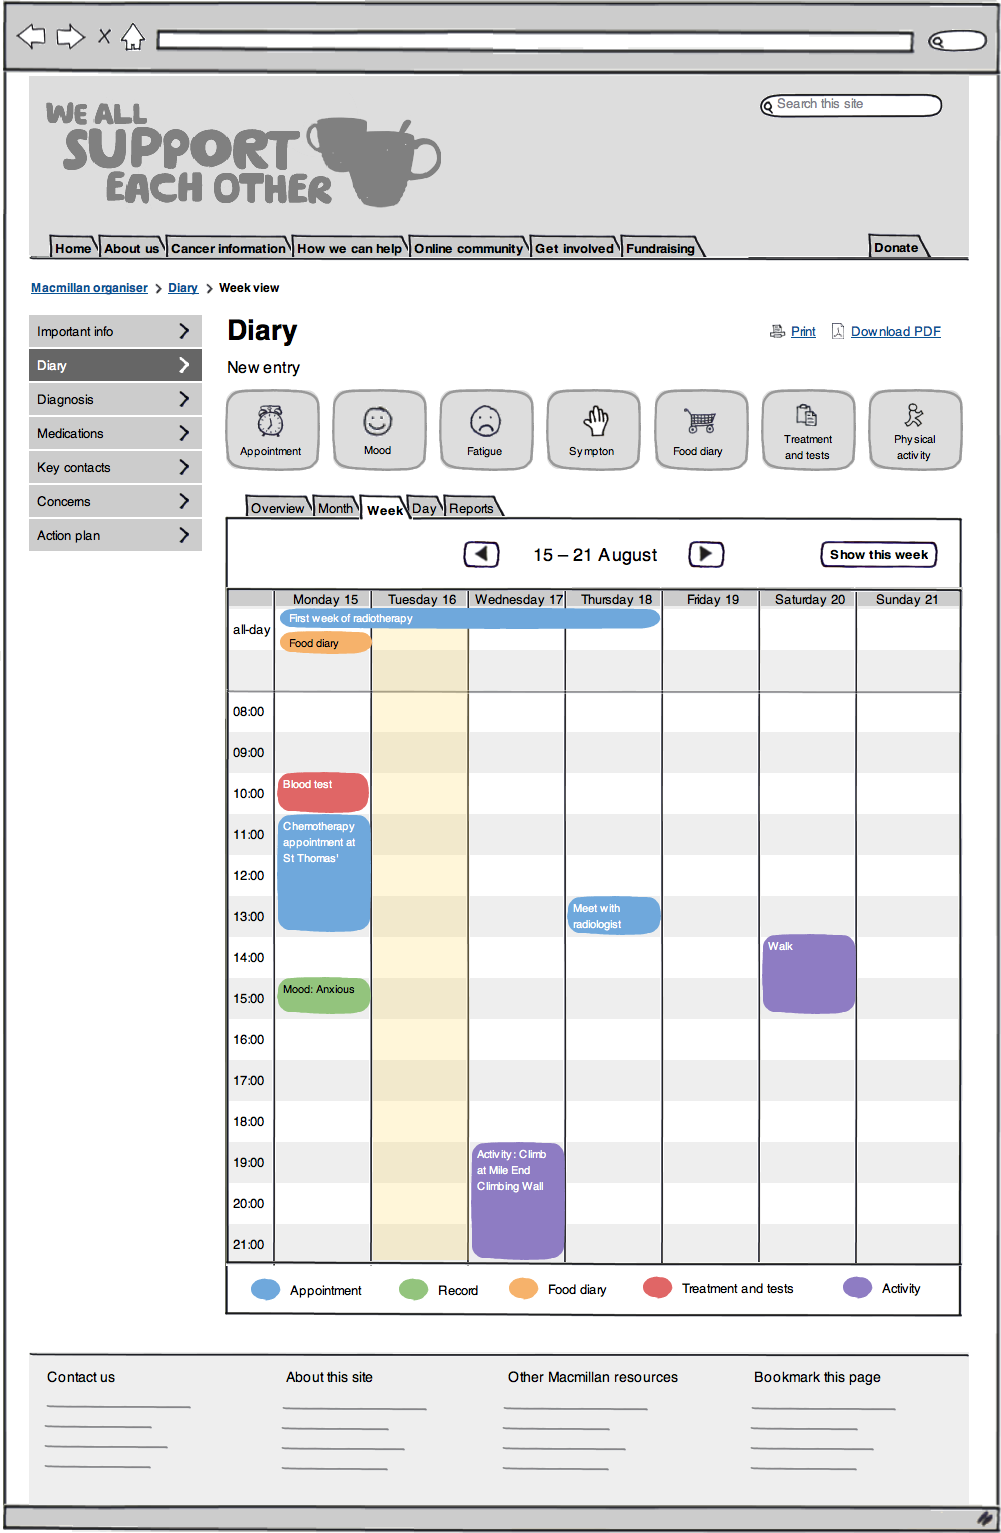 WE ALL
SUPPORT
EACH OTHER
Search this site
Home About us Cancer information How we can help Online community Get involved Fundraising Donate
Macmillan organiser > Diary > Week view
Important info
Diary
Diagnosis
Medications
Key contacts
Concerns
Action plan
Diary
Print Download PDF
New entry
Appointment
Mood
Fatigue
Sympton
Food diary
Treatment
and tests
Physical
activity
Overview Month Week Day Reports
15 – 21 August
Show this week
Monday 15 Tuesday 16 Wednesday 17 Thursday 18 Friday 19 Saturday 20 Sunday 21
all-day
First week of radiotherapy
Food diary
08:00
09:00
10:00
Blood test
11:00
Chemotherapy
appointment at
St Thomas'
12:00
13:00
Meet with
radiologist
14:00
Walk
15:00
Mood: Anxious
16:00
17:00
18:00
19:00
Activity: Climb
at Mile End
Climbing Wall
20:00
21:00
Appointment Record Food diary Treatment and tests Activity
Contact us About this site Other Macmillan resources Bookmark this page